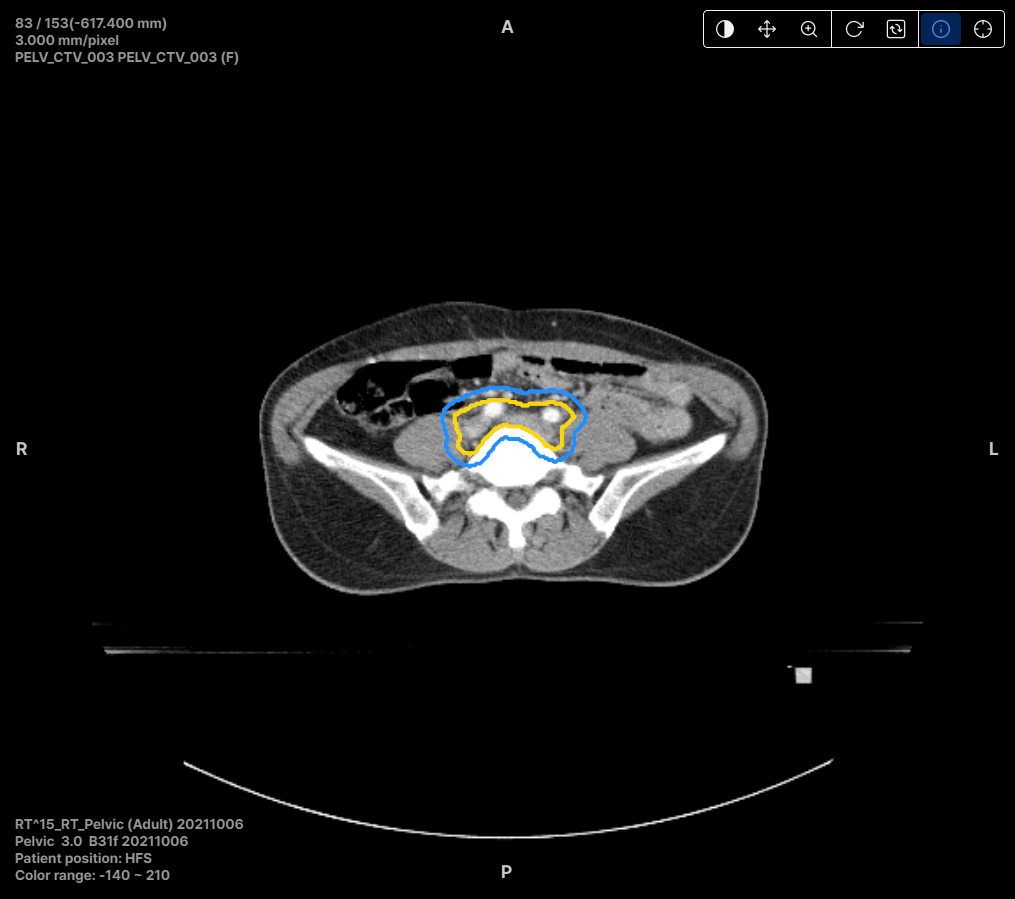 83 / 153(-617.400 mm)
3.000 mm/pixel
PELV_CTV_003 PELV_CTV_003 (F)
A
R
L
RT^15_RT_Pelvic (Adult) 20211006
Pelvic  3.0  B31f 20211006
Patient position: HFS
Color range: -140 ~ 210
P